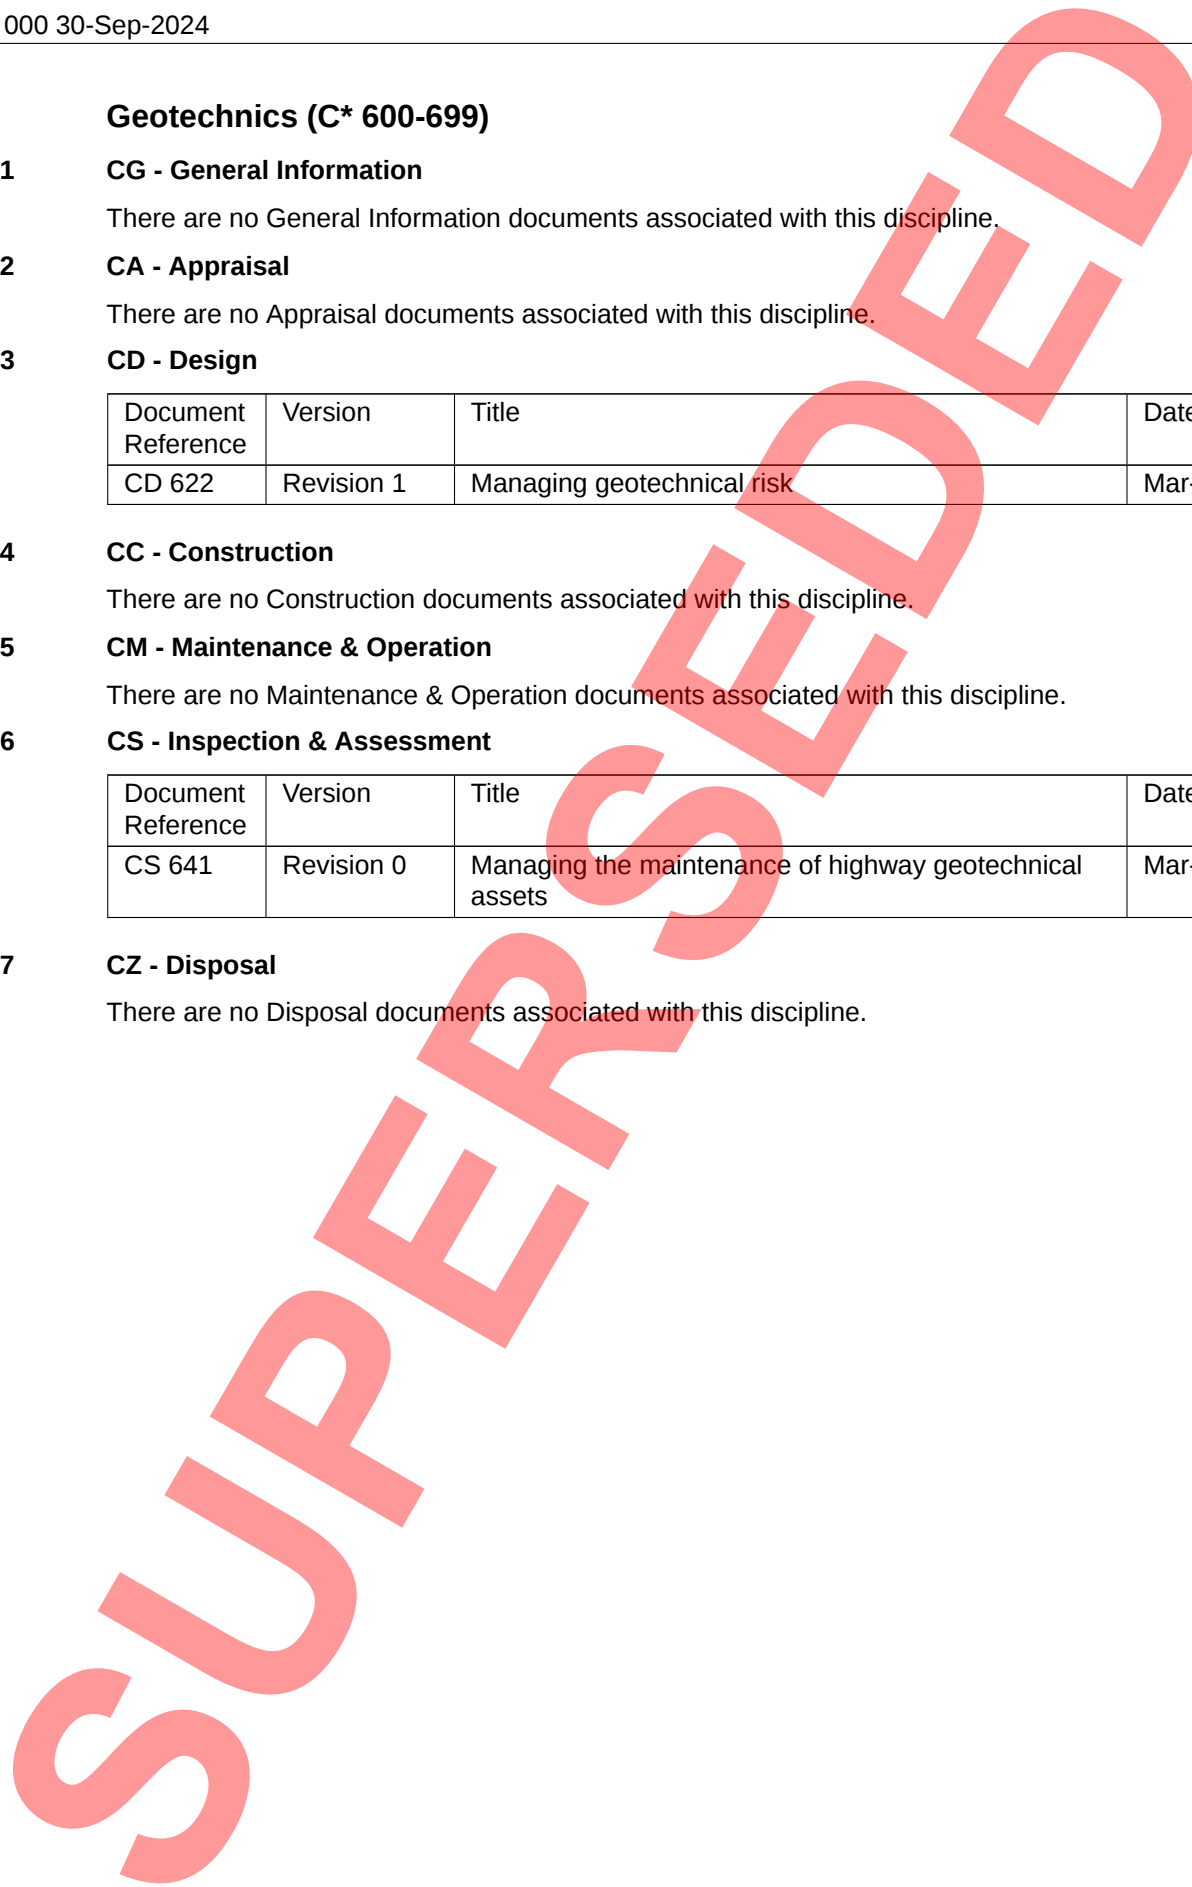 000 30-Sep-2024
Geotechnics (C* 600-699)
1 CG - General Information
There are no General Information documents associated with this discipline.
2 CA - Appraisal
There are no Appraisal documents associated with this discipline.
3 CD - Design
Document Reference Version Title Date
CD 622 Revision 1 Managing geotechnical risk Mar-
4 CC - Construction
There are no Construction documents associated with this discipline.
5 CM - Maintenance & Operation
There are no Maintenance & Operation documents associated with this discipline.
6 CS - Inspection & Assessment
Document Reference Version Title Date
CS 641 Revision 0 Managing the maintenance of highway geotechnical
assets Mar-
7 CZ - Disposal
There are no Disposal documents associated with this discipline.
SUPERSEDED